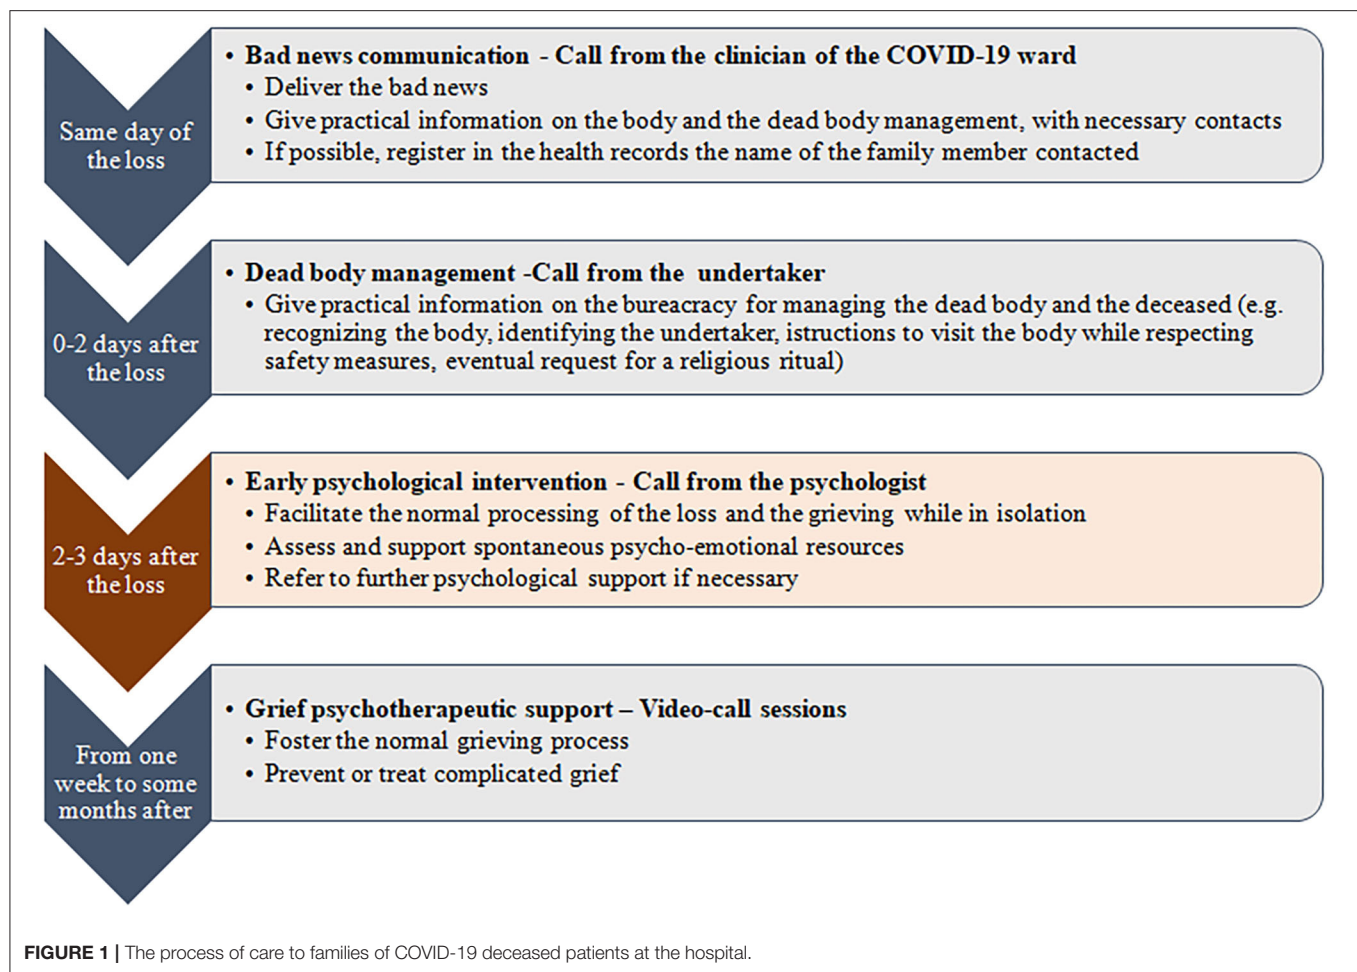 Same day of
the loss
• Bad news communication - Call from the clinician of the COVID-19 ward
• Deliver the bad news
• Give practical information on the body and the dead body management, with necessary contacts
• If possible, register in the health records the name of the family member contacted
0-2 days after
the loss
• Dead body management -Call from the undertaker
• Give practical information on the bureacracy for managing the dead body and the deceased (e.g.
recognizing the body, identifying the undertaker, istructions to visit the body while respecting
safety measures, eventual request for a religious ritual)
2-3 days after
the loss
• Early psychological intervention - Call from the psychologist
• Facilitate the normal processing of the loss and the grieving while in isolation
• Assess and support spontaneous psycho-emotional resources
• Refer to further psychological support if necessary
From one
week to some
months after
• Grief psychotherapeutic support – Video-call sessions
• Foster the normal grieving process
• Prevent or treat complicated grief
FIGURE 1 | The process of care to families of COVID-19 deceased patients at the hospital.